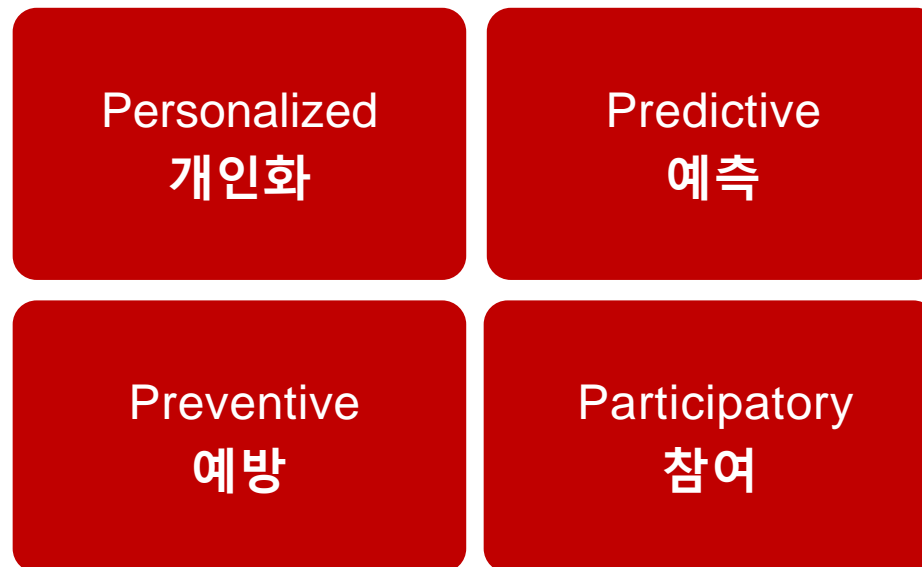 Personalized
개인화
Predictive
예측
Preventive
예방
Participatory
참여